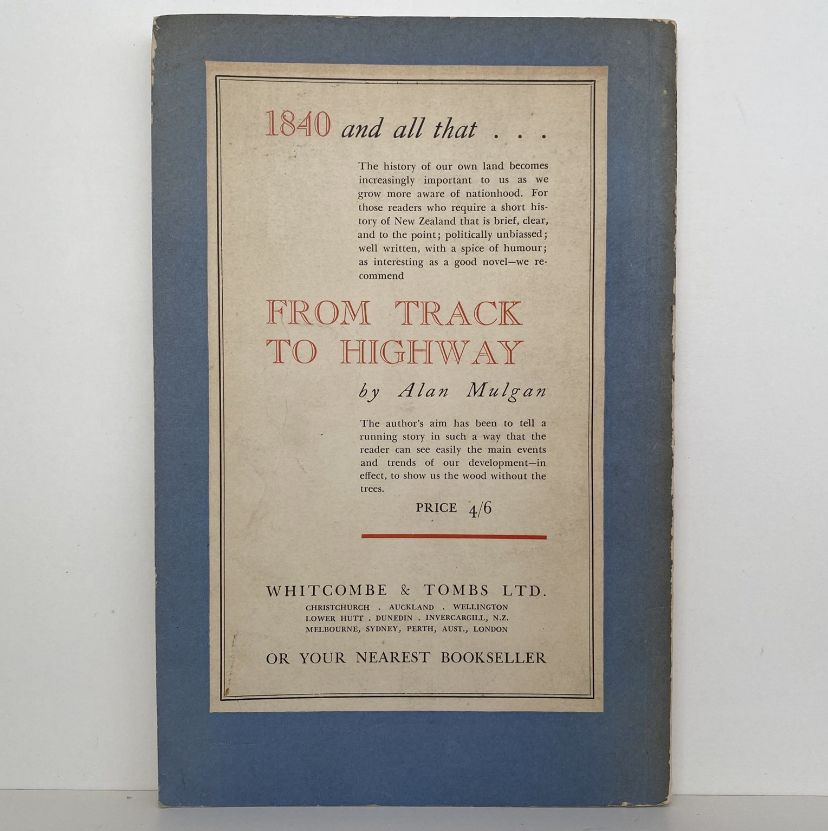 1840 and all that . . .
The history of our own land becomes
increasingly important to us as we
grow more aware of nationhood. For
those readers who require a short his-
tory of New Zealand that is brief, clear,
and to the point; politically unbiassed;
well written, with a spice of humour;
as interesting as a good novel—we re-
commend
FROM TRACK
TO HIGHWAY
by Alan Mulgan
The author's aim has been to tell a
running story in such a way that the
reader can see easily the main events
and trends of our development—in
effect, to show us the wood without the
trees.
PRICE 4/6
WHITCOMBE & TOMBS LTD.
CHRISTCHURCH . AUCKLAND . WELLINGTON
LOWER HUTT . DUNEDIN . INVERCARGILL, N.Z.
MELBOURNE, SYDNEY, PERTH, AUST., LONDON
OR YOUR NEAREST BOOKSELLER